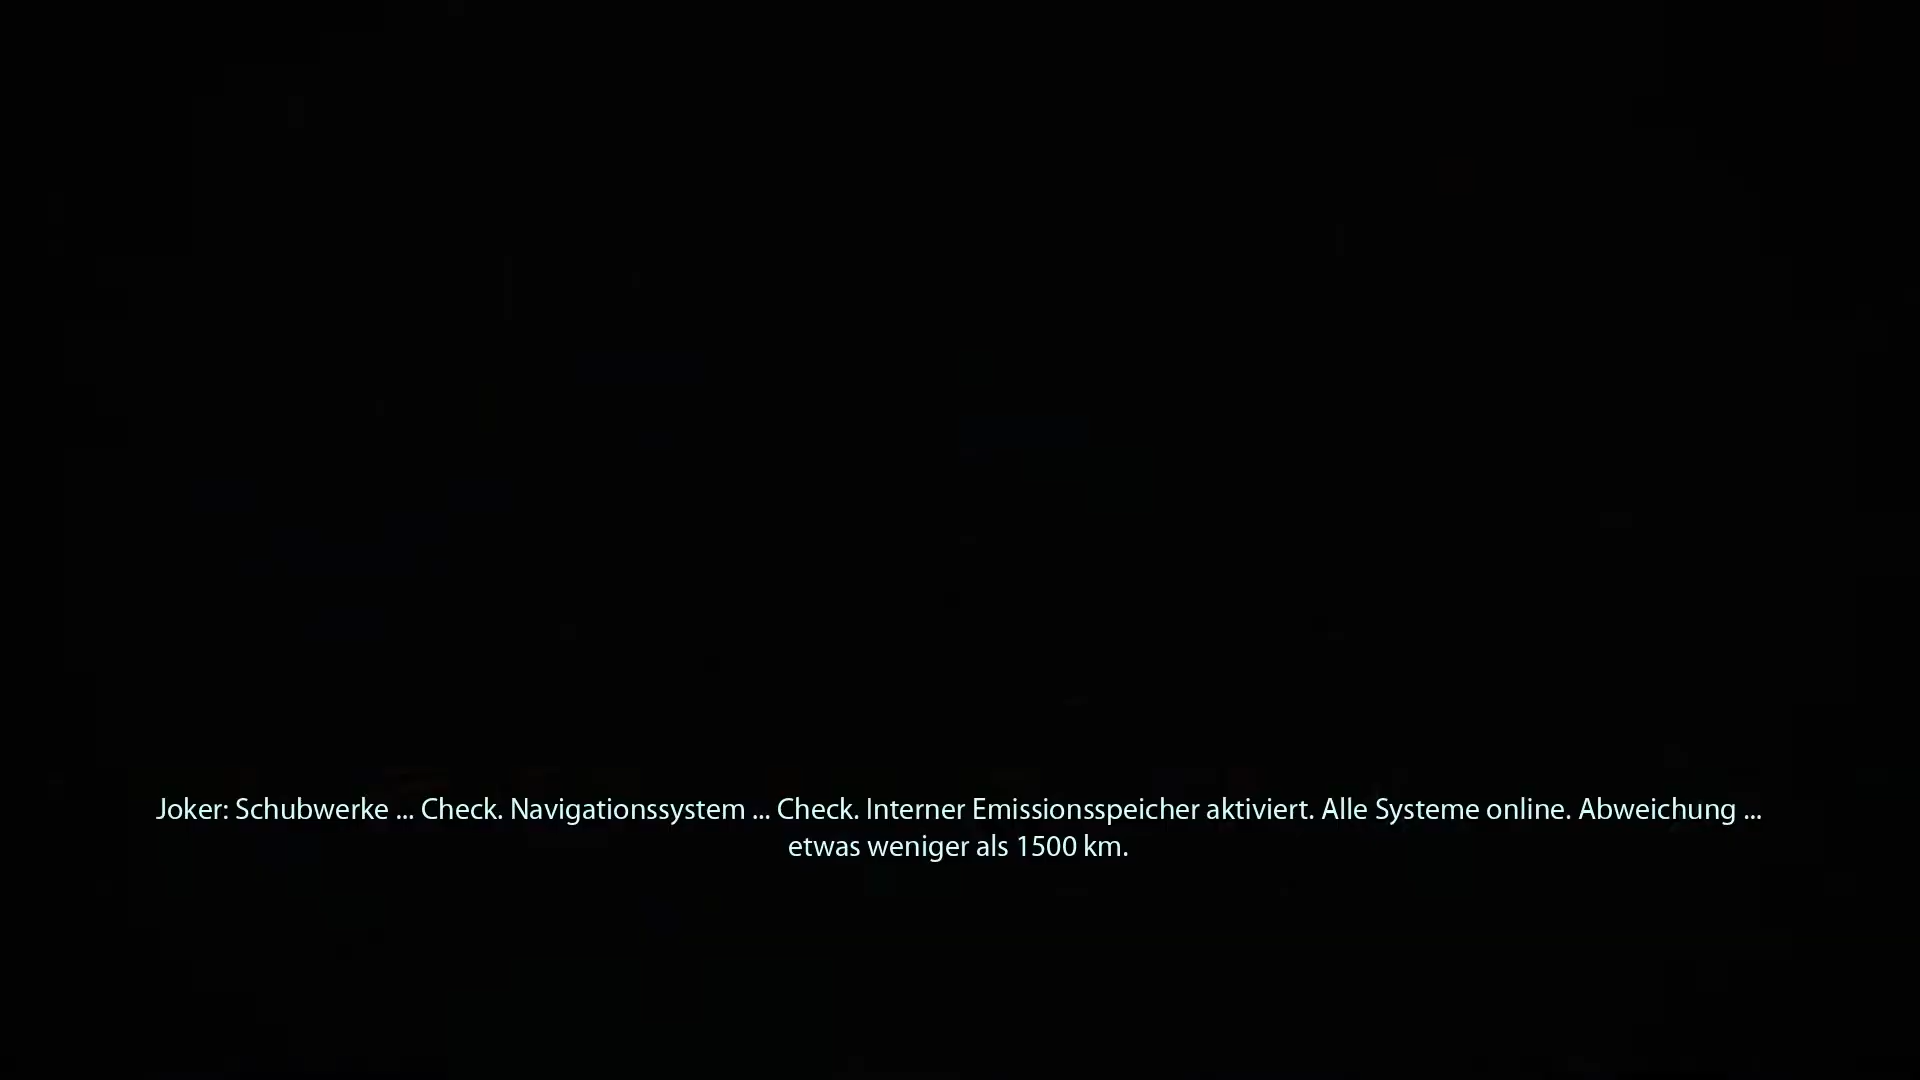 Joker: Schubwerke ... Check. Navigationssystem ... Check. Interner Emissionsspeicher aktiviert. Alle Systeme online. Abweichung ...
etwas weniger als 1500 km.